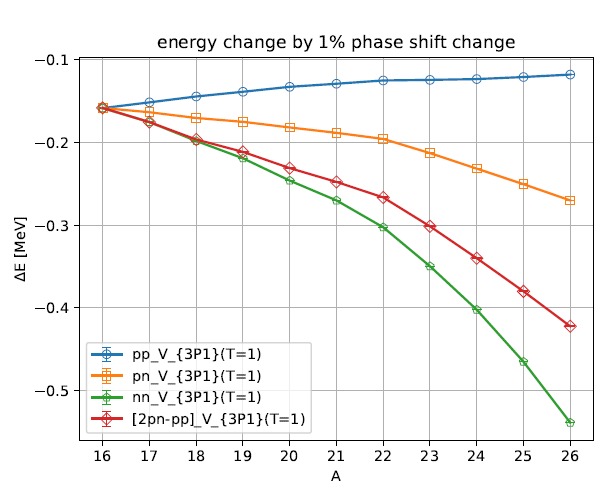 energy change by 1% phase shift change
−0.1
−0.2
−0.3
−0.4
−0.5
ΔE [MeV]
pp_V_{3P1}(T=1)
pn_V_{3P1}(T=1)
nn_V_{3P1}(T=1)
[2pn-pp]_V_{3P1}(T=1)
16 17 18 19 20 21 22 23 24 25 26
A